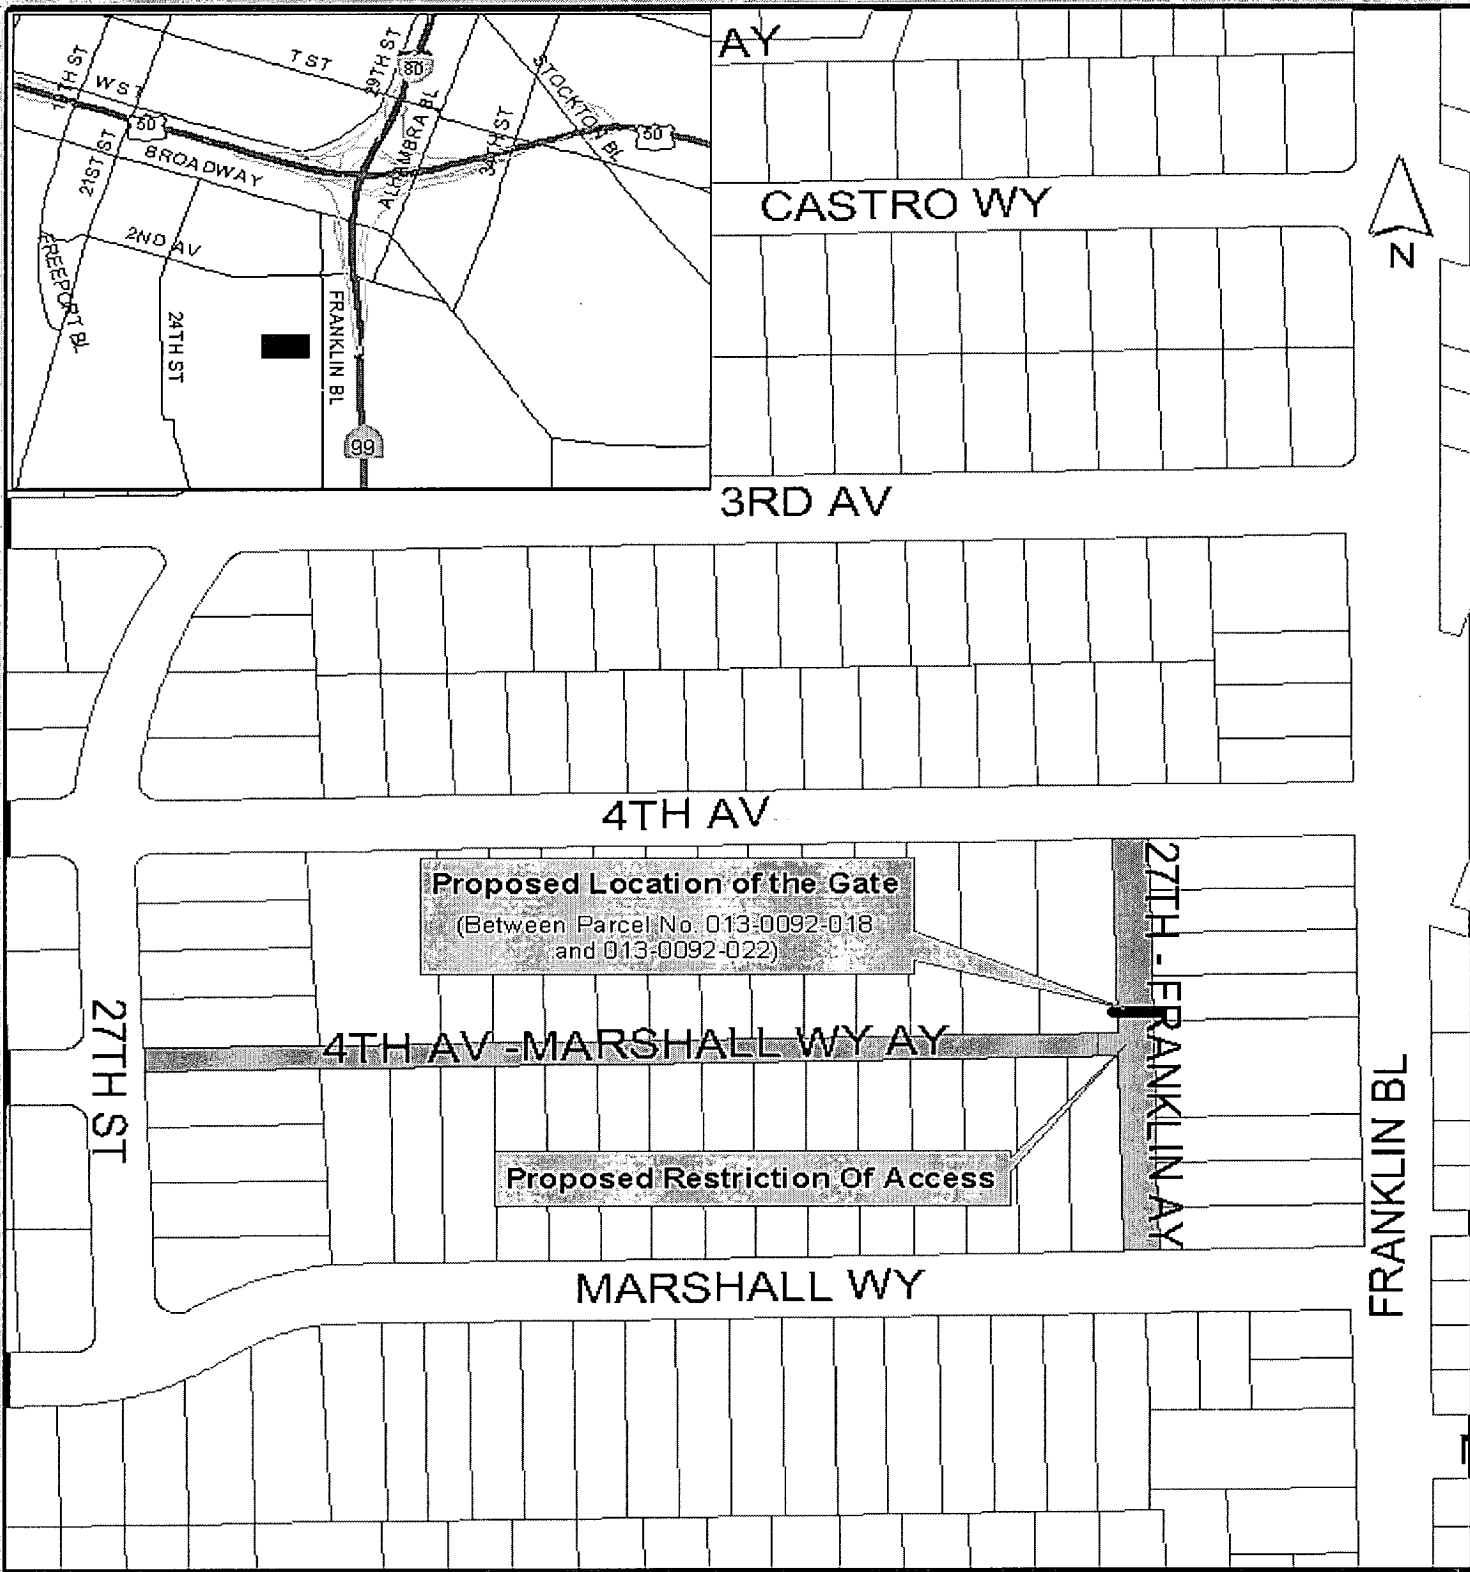 T ST
29TH ST
80
STOCKTON BL
19TH ST
W ST
50
ALHAMBRA BL
34TH ST
50
BROADWAY
21ST ST
2ND AV
FREEPORT BL
24TH ST
FRANKLIN BL
99
AY
CASTRO WY
N
3RD AV
4TH AV
Proposed Location of the Gate
(Between Parcel No. 013-0092-018
and 013-0092-022)
27TH - FRANKLIN AY
27TH ST
4TH AV -MARSHALL WY AY
Proposed Restriction Of Access
FRANKLIN BL
MARSHALL WY